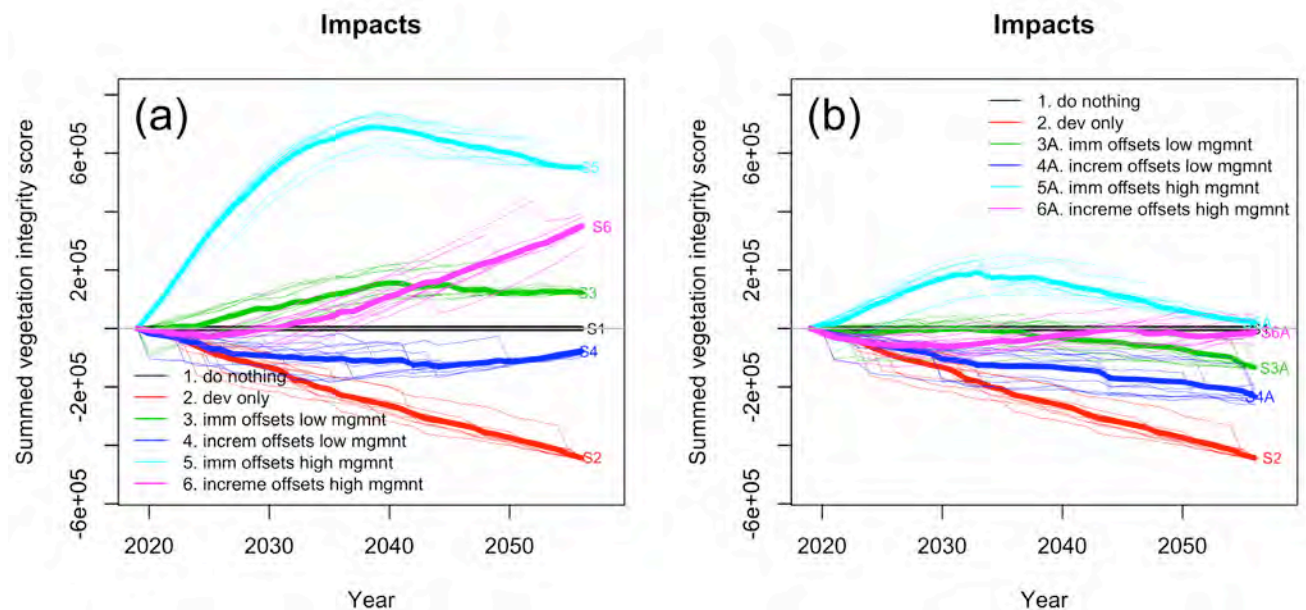 Impacts
(a)
Summed vegetation integrity score
6e+05
2e+05
-2e+05
-6e+05
S5
S6
S3
S1
S4
S2
1. do nothing
2. dev only
3. imm offsets low mgmnt
4. increm offsets low mgmnt
5. imm offsets high mgmnt
6. increme offsets high mgmnt
2020
2030
2040
2050
Year
Impacts
(b)
Summed vegetation integrity score
6e+05
2e+05
-2e+05
-6e+05
1. do nothing
2. dev only
3A. imm offsets low mgmnt
4A. increm offsets low mgmnt
5A. imm offsets high mgmnt
6A. increme offsets high mgmnt
S6A
S3A
S4A
S2
2020
2030
2040
2050
Year